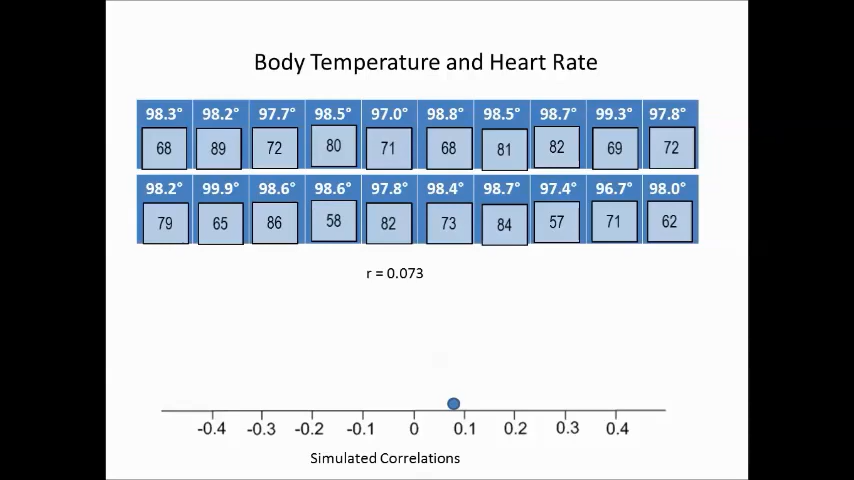 Body Temperature and Heart Rate
98.3° 98.2° 97.7° 98.5° 97.0° 98.8° 98.5° 98.7° 99.3° 97.8°
68 89 72 80 71 68 81 82 69 72
98.2° 99.9° 98.6° 98.6° 97.8° 98.4° 98.7° 97.4° 96.7° 98.0°
79 65 86 58 82 73 84 57 71 62
r = 0.073
-0.4 -0.3 -0.2 -0.1 0 0.1 0.2 0.3 0.4
Simulated Correlations